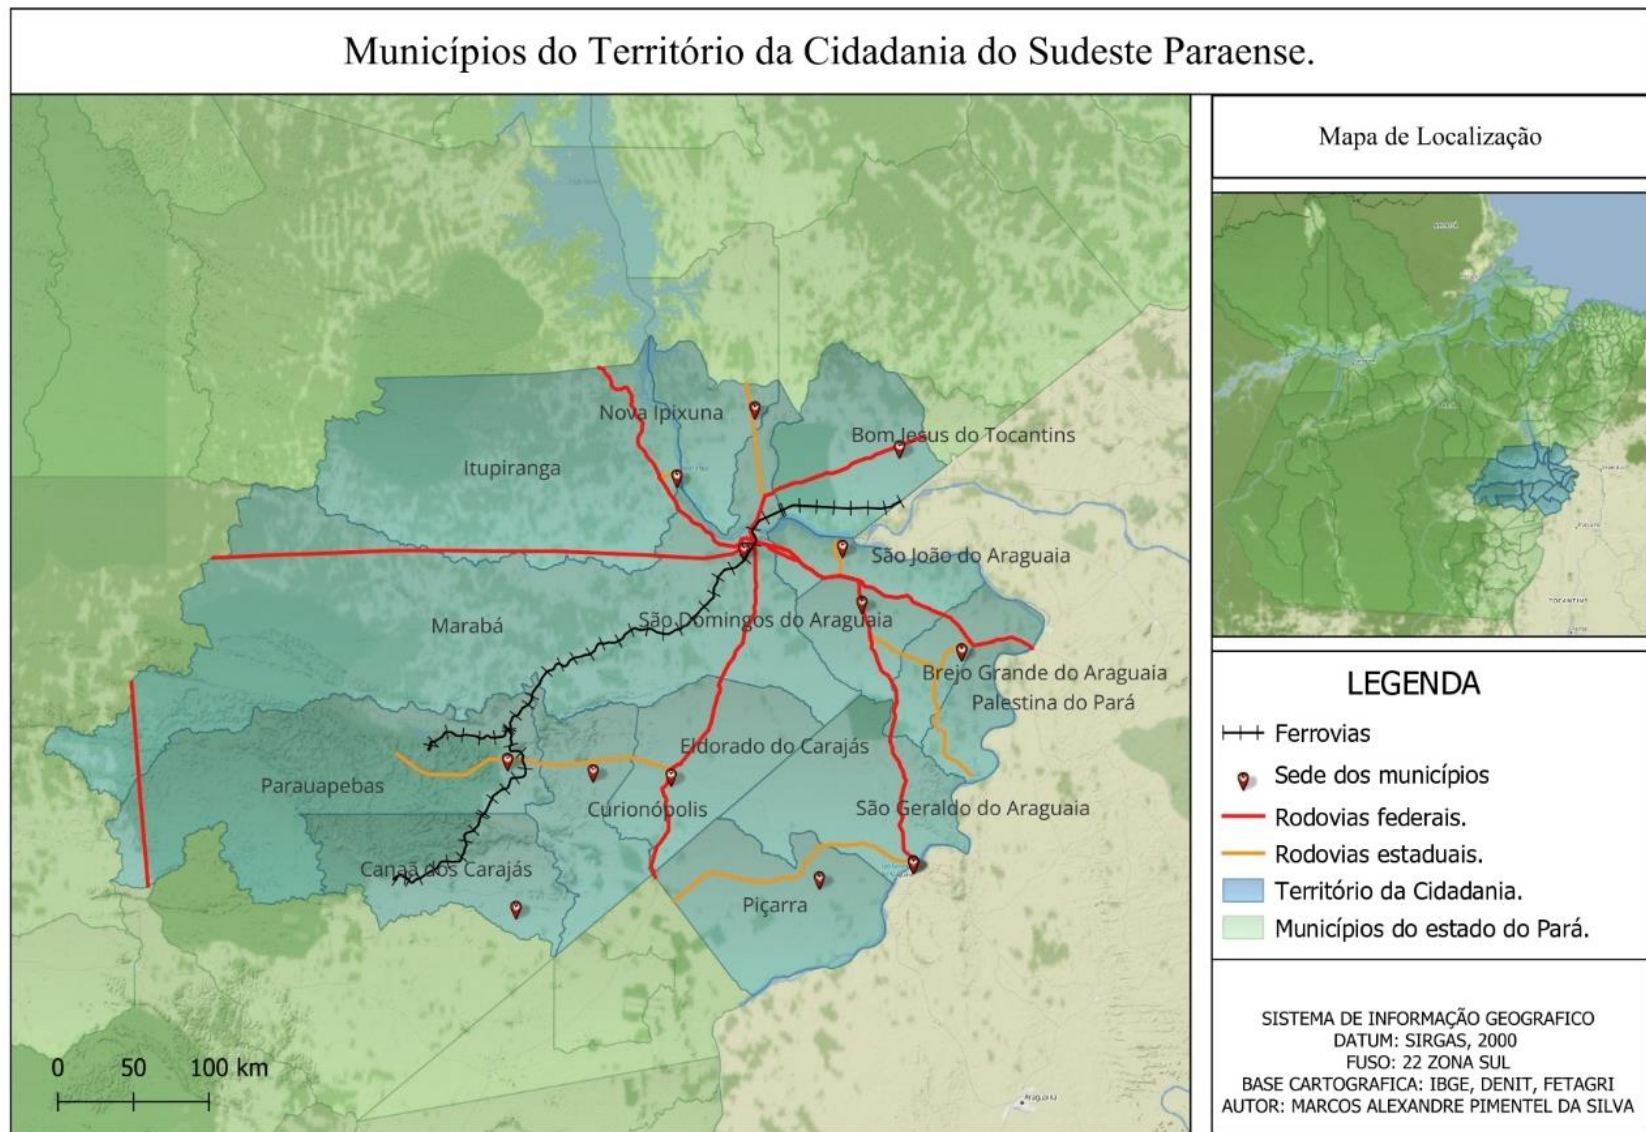 Municípios do Território da Cidadania do Sudeste Paraense.
Mapa de Localização
Nova Ipixuna
Bom Jesus do Tocantins
Itupiranga
São João do Araguaia
São Domingos do Araguaia
Marabá
Brejo Grande do Araguaia
Palestina do Pará
Eldorado do Carajás
Parauapebas
Curionópolis
São Geraldo do Araguaia
Canaã dos Carajás
Piçarra
0 50 100 km
Araguaína
TOCANTINS
LEGENDA
Ferrovias
Sede dos municípios
Rodovias federais.
Rodovias estaduais.
Território da Cidadania.
Municípios do estado do Pará.
SISTEMA DE INFORMAÇÃO GEOGRAFICO
DATUM: SIRGAS, 2000
FUSO: 22 ZONA SUL
BASE CARTOGRAFICA: IBGE, DENIT, FETAGRI
AUTOR: MARCOS ALEXANDRE PIMENTEL DA SILVA